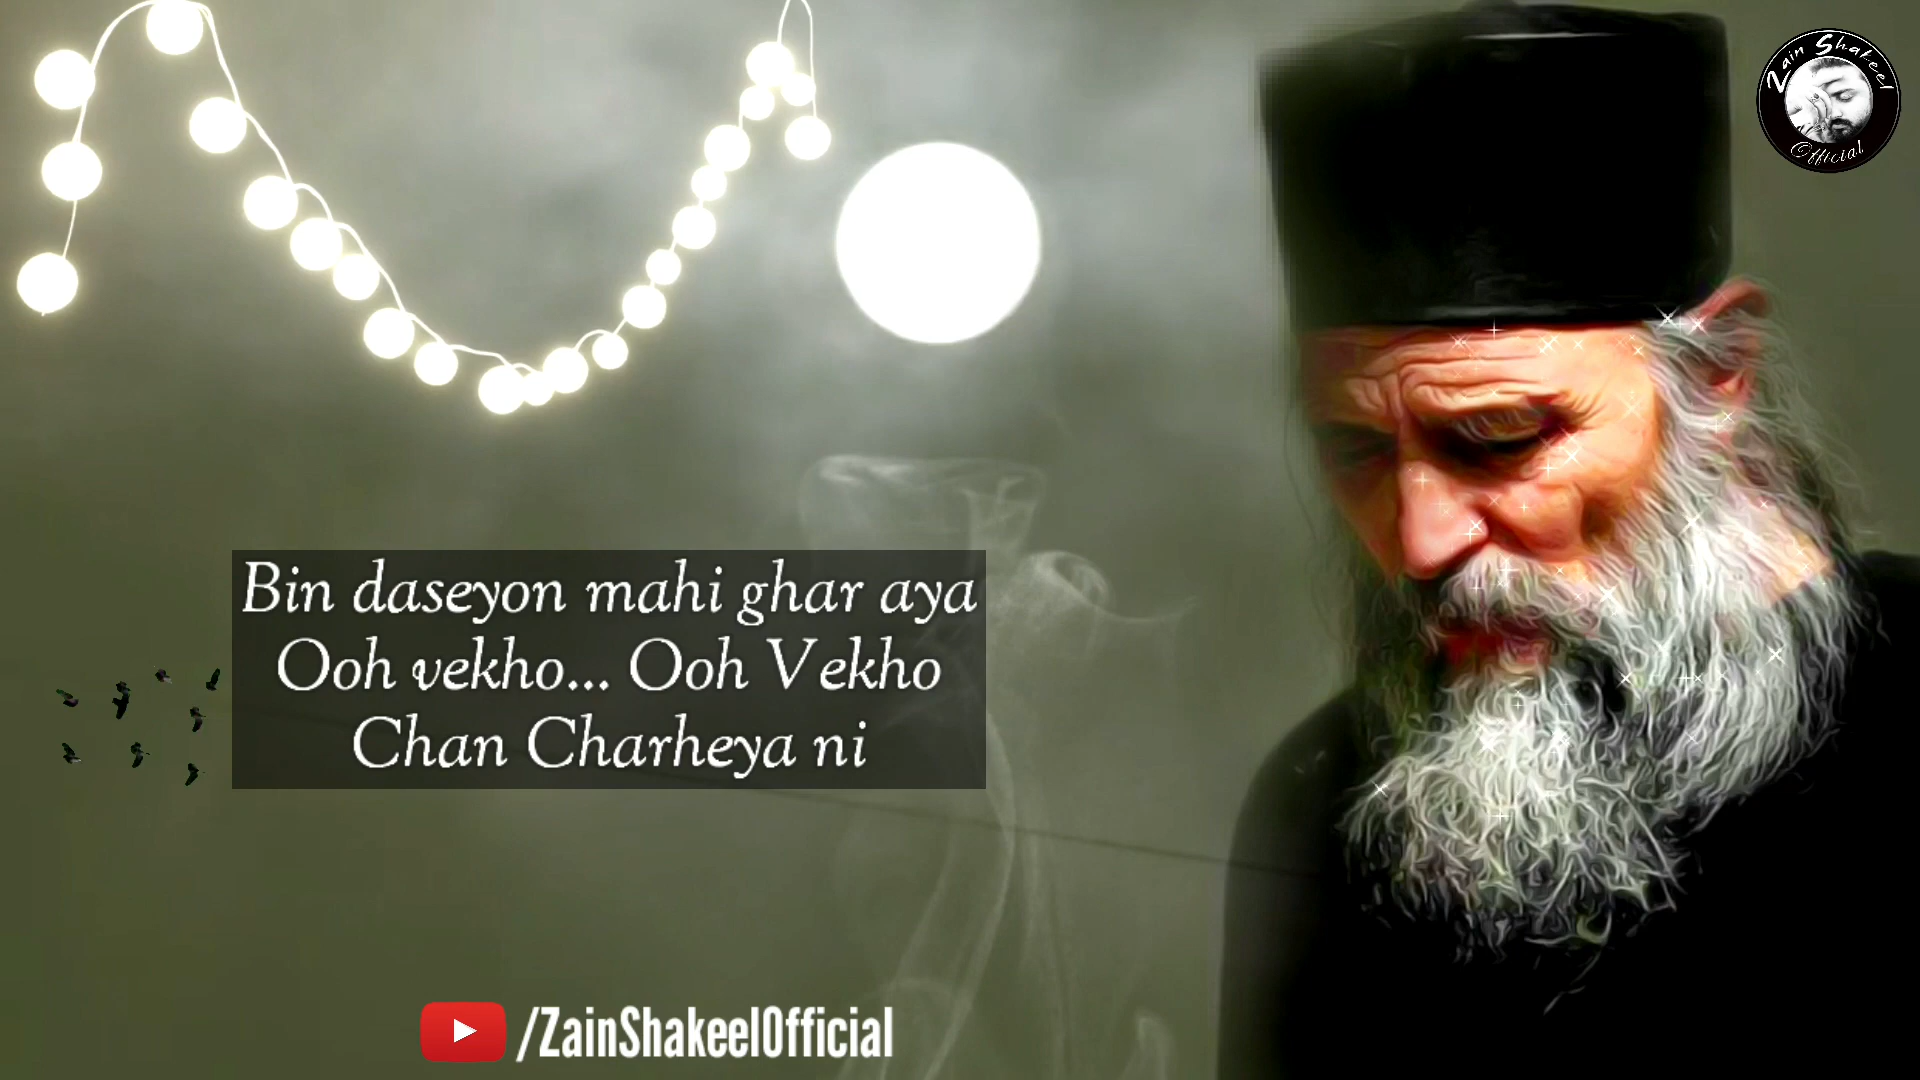 Zain Shakeel
Official
Bin daseyon mahi ghar aya
Ooh vekho... Ooh Vekho
Chan Charheya ni
/ZainShakeelOfficial